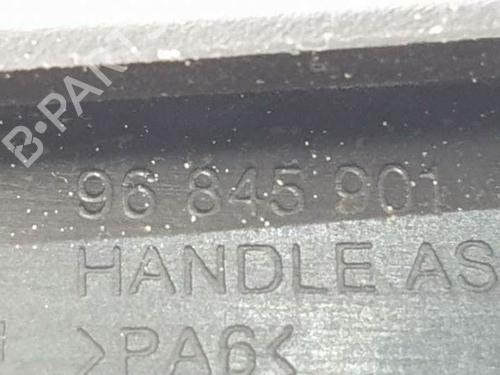 B-PARTS
96 845 901
HANDLE AS
>PA6<